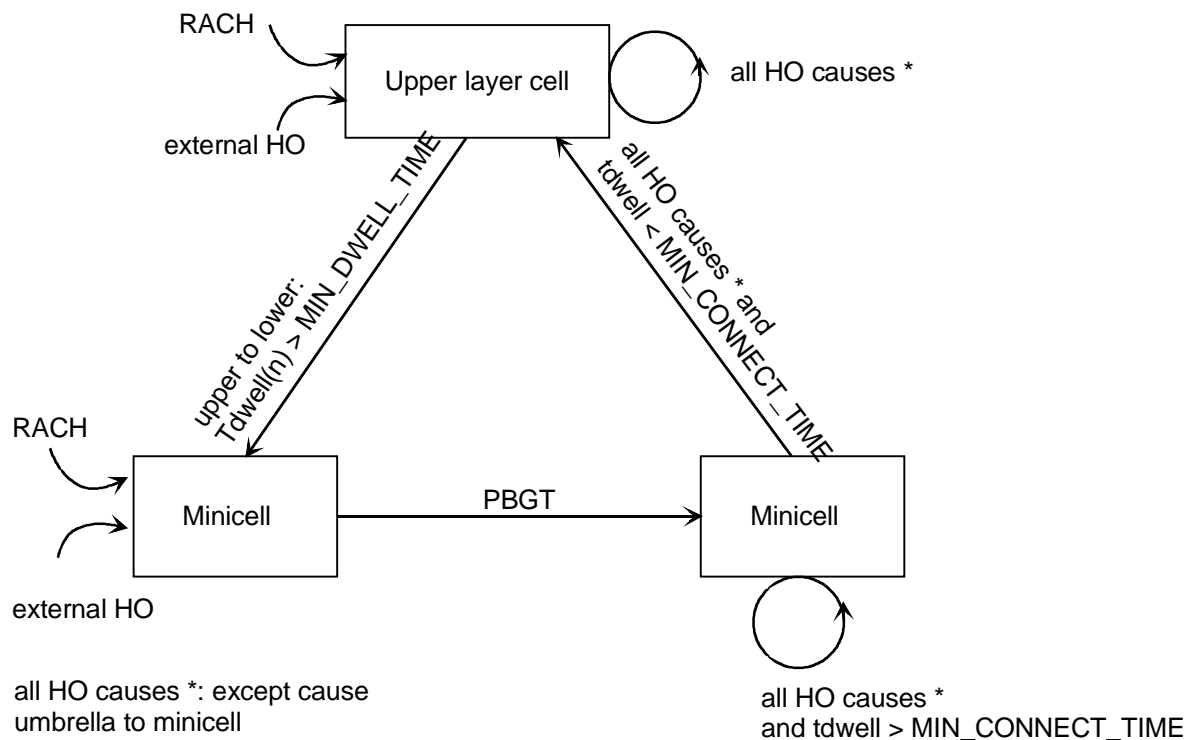 RACH
Upper layer cell
all HO causes *
external HO
all HO causes * and
tdwell < MIN_CONNECT_TIME
upper to lower:
Tdwell(n) > MIN_DWELL_TIME
RACH
Minicell
PBGT
Minicell
external HO
all HO causes *: except cause
umbrella to minicell
all HO causes *
and tdwell > MIN_CONNECT_TIME